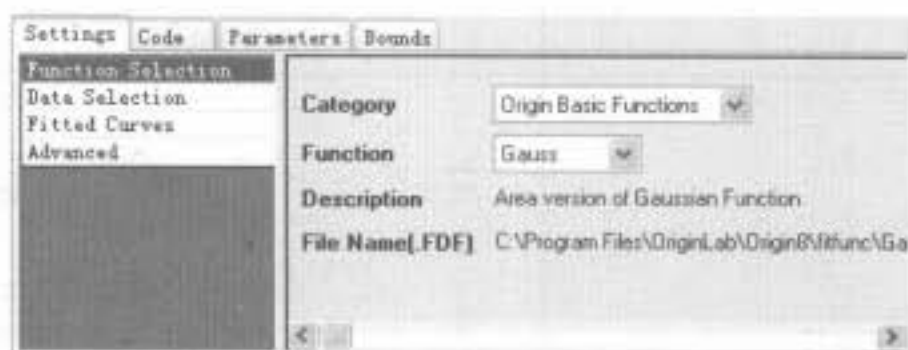 Settings Code Parameters Bounds
Function Selection
Data Selection
Fitted Curves
Advanced
Category Origin Basic Functions
Function Gauss
Description Area version of Gaussian Function
File Name[.FDF] C:\Program Files\OriginLab\Origin8\fitfunc\Ga